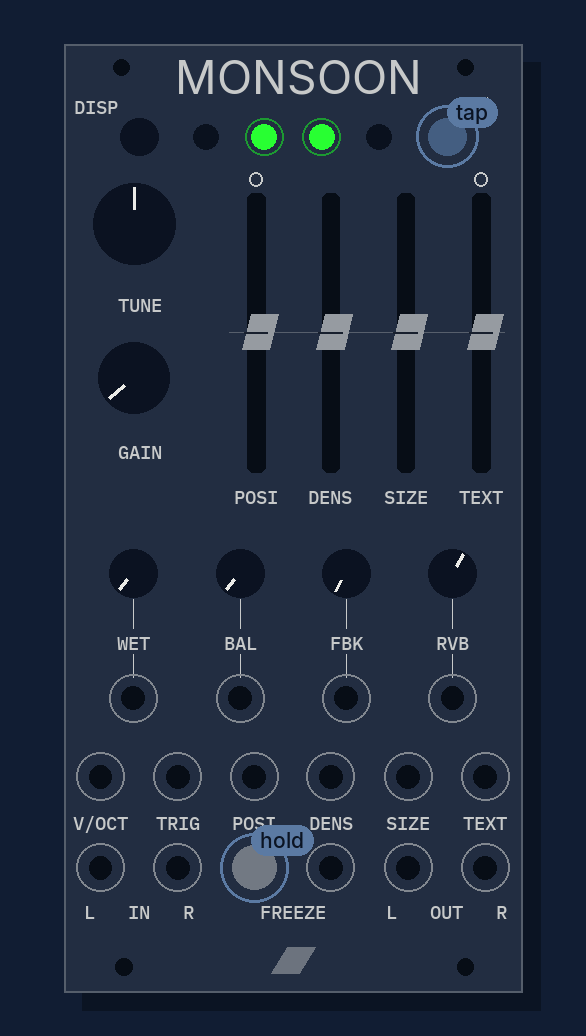 MONSOON
DISP
tap
TUNE
GAIN
POSI DENS SIZE TEXT
WET BAL FBK RVB
V/OCT TRIG POSI DENS SIZE TEXT
hold
L IN R FREEZE L OUT R